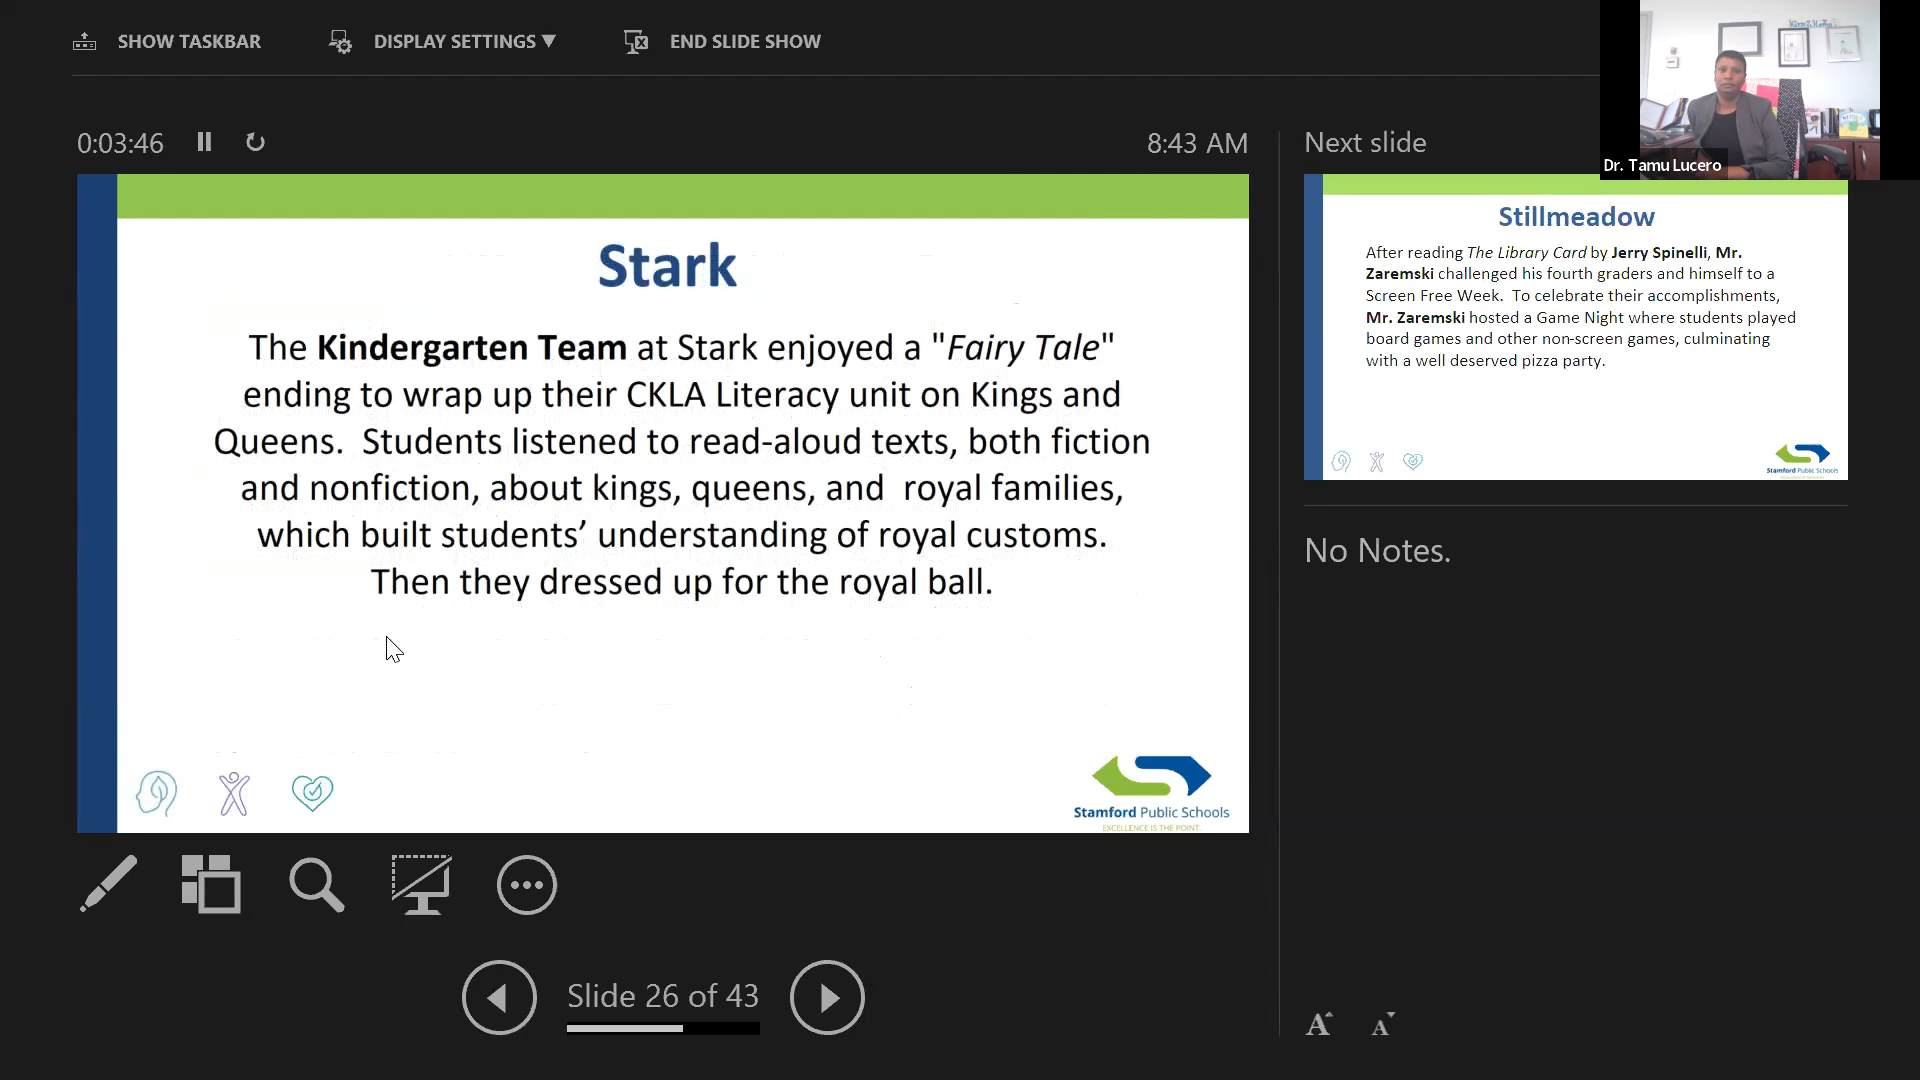 SHOW TASKBAR
DISPLAY SETTINGS ▼
END SLIDE SHOW
Dr. Tamu Lucero
0:03:46
8:43 AM
Next slide
Stark
The Kindergarten Team at Stark enjoyed a "Fairy Tale"
ending to wrap up their CKLA Literacy unit on Kings and
Queens.  Students listened to read-aloud texts, both fiction
and nonfiction, about kings, queens, and  royal families,
which built students’ understanding of royal customs.
Then they dressed up for the royal ball.
Stamford Public Schools
EXCELLENCE IS THE POINT.
Stillmeadow
After reading The Library Card by Jerry Spinelli, Mr.
Zaremski challenged his fourth graders and himself to a
Screen Free Week.  To celebrate their accomplishments,
Mr. Zaremski hosted a Game Night where students played
board games and other non-screen games, culminating
with a well deserved pizza party.
Stamford Public Schools
No Notes.
Slide 26 of 43
A A